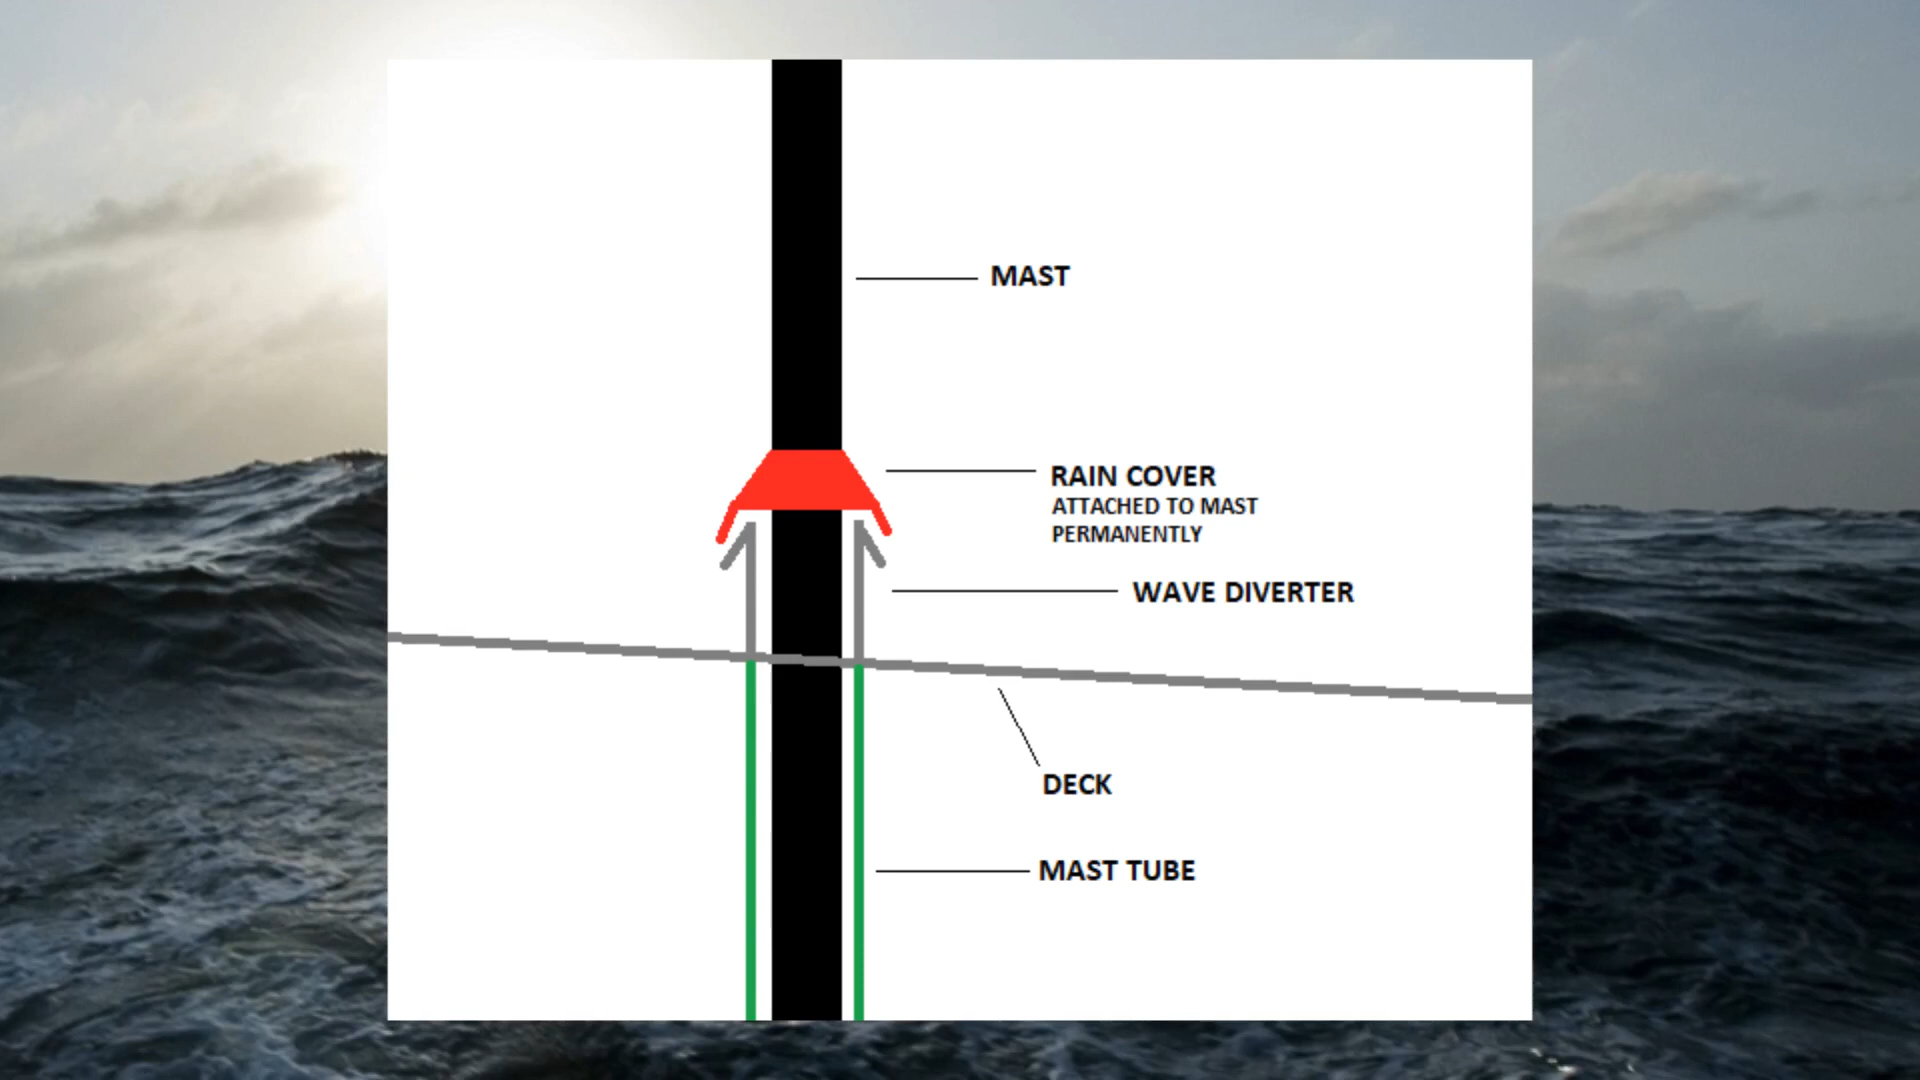 MAST
RAIN COVER
ATTACHED TO MAST
PERMANENTLY
WAVE DIVERTER
DECK
MAST TUBE